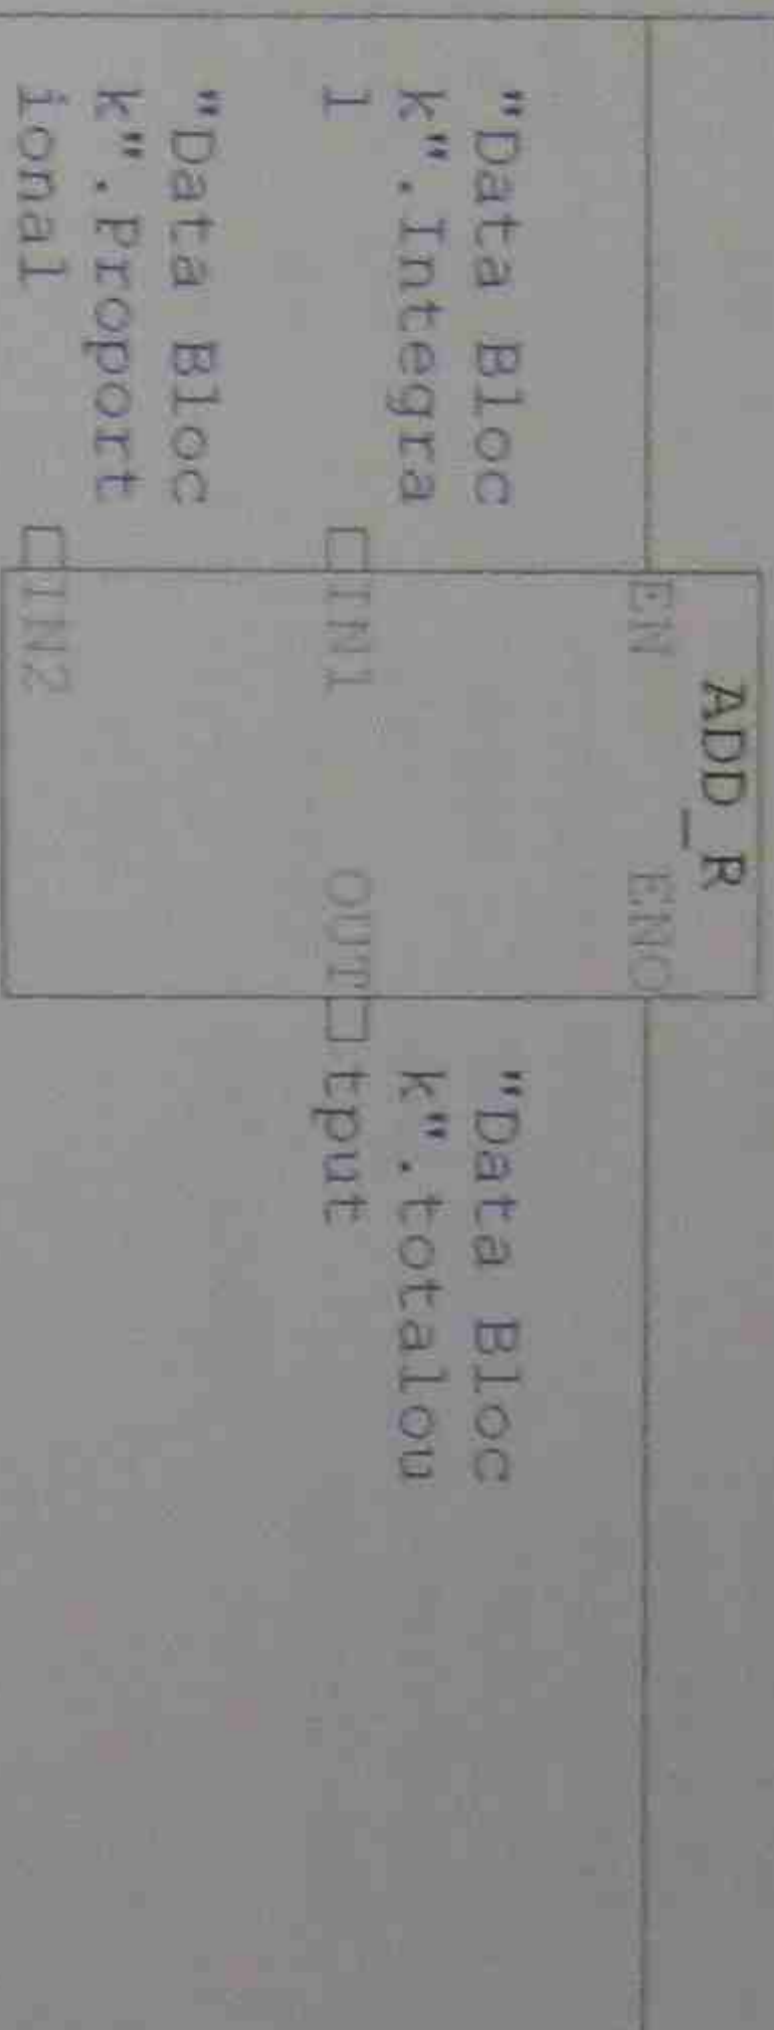 ADD_R
EN ENO
"Data Bloc
k".Integra
l
IN1
OUT
"Data Bloc
k".totalou
tput
"Data Bloc
k".Proport
ional
IN2